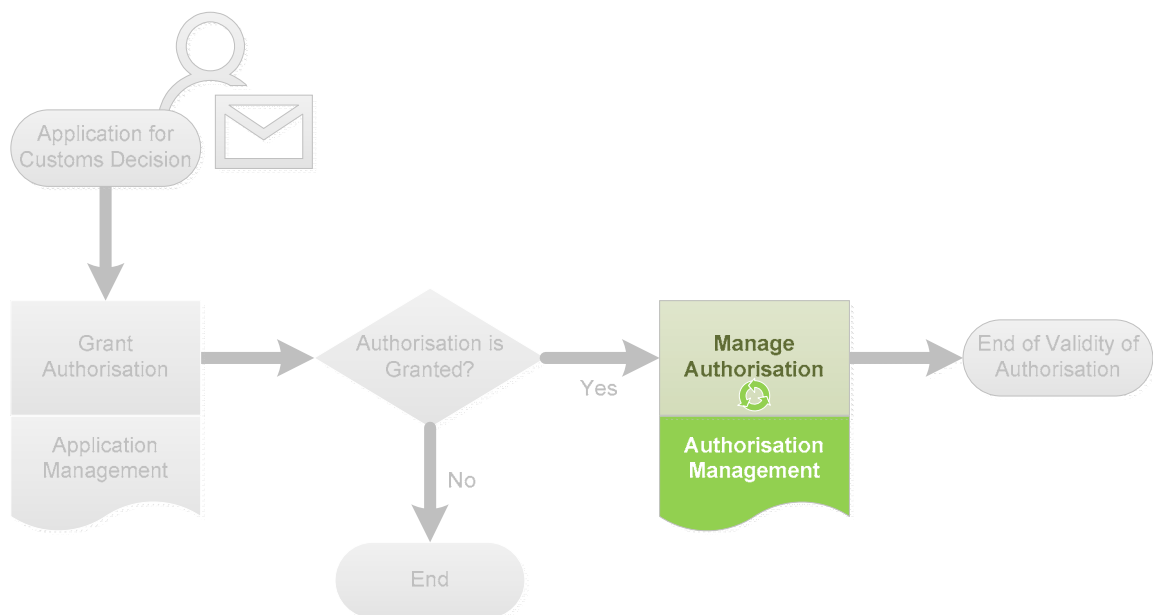 Application for
Customs Decision
Grant
Authorisation
Application
Management
Authorisation is
Granted?
Yes
No
End
Manage
Authorisation
Authorisation
Management
End of Validity of
Authorisation